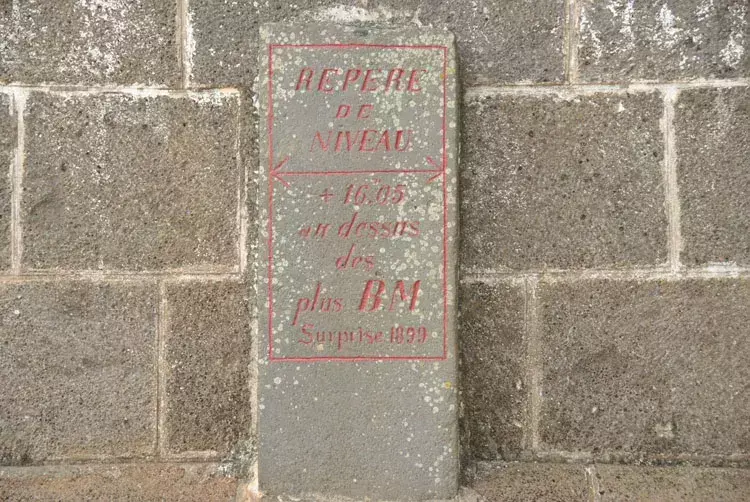 REPERE
DE
NIVEAU
+ 16.05
au dessus
des
plus BM
Surprise 1899